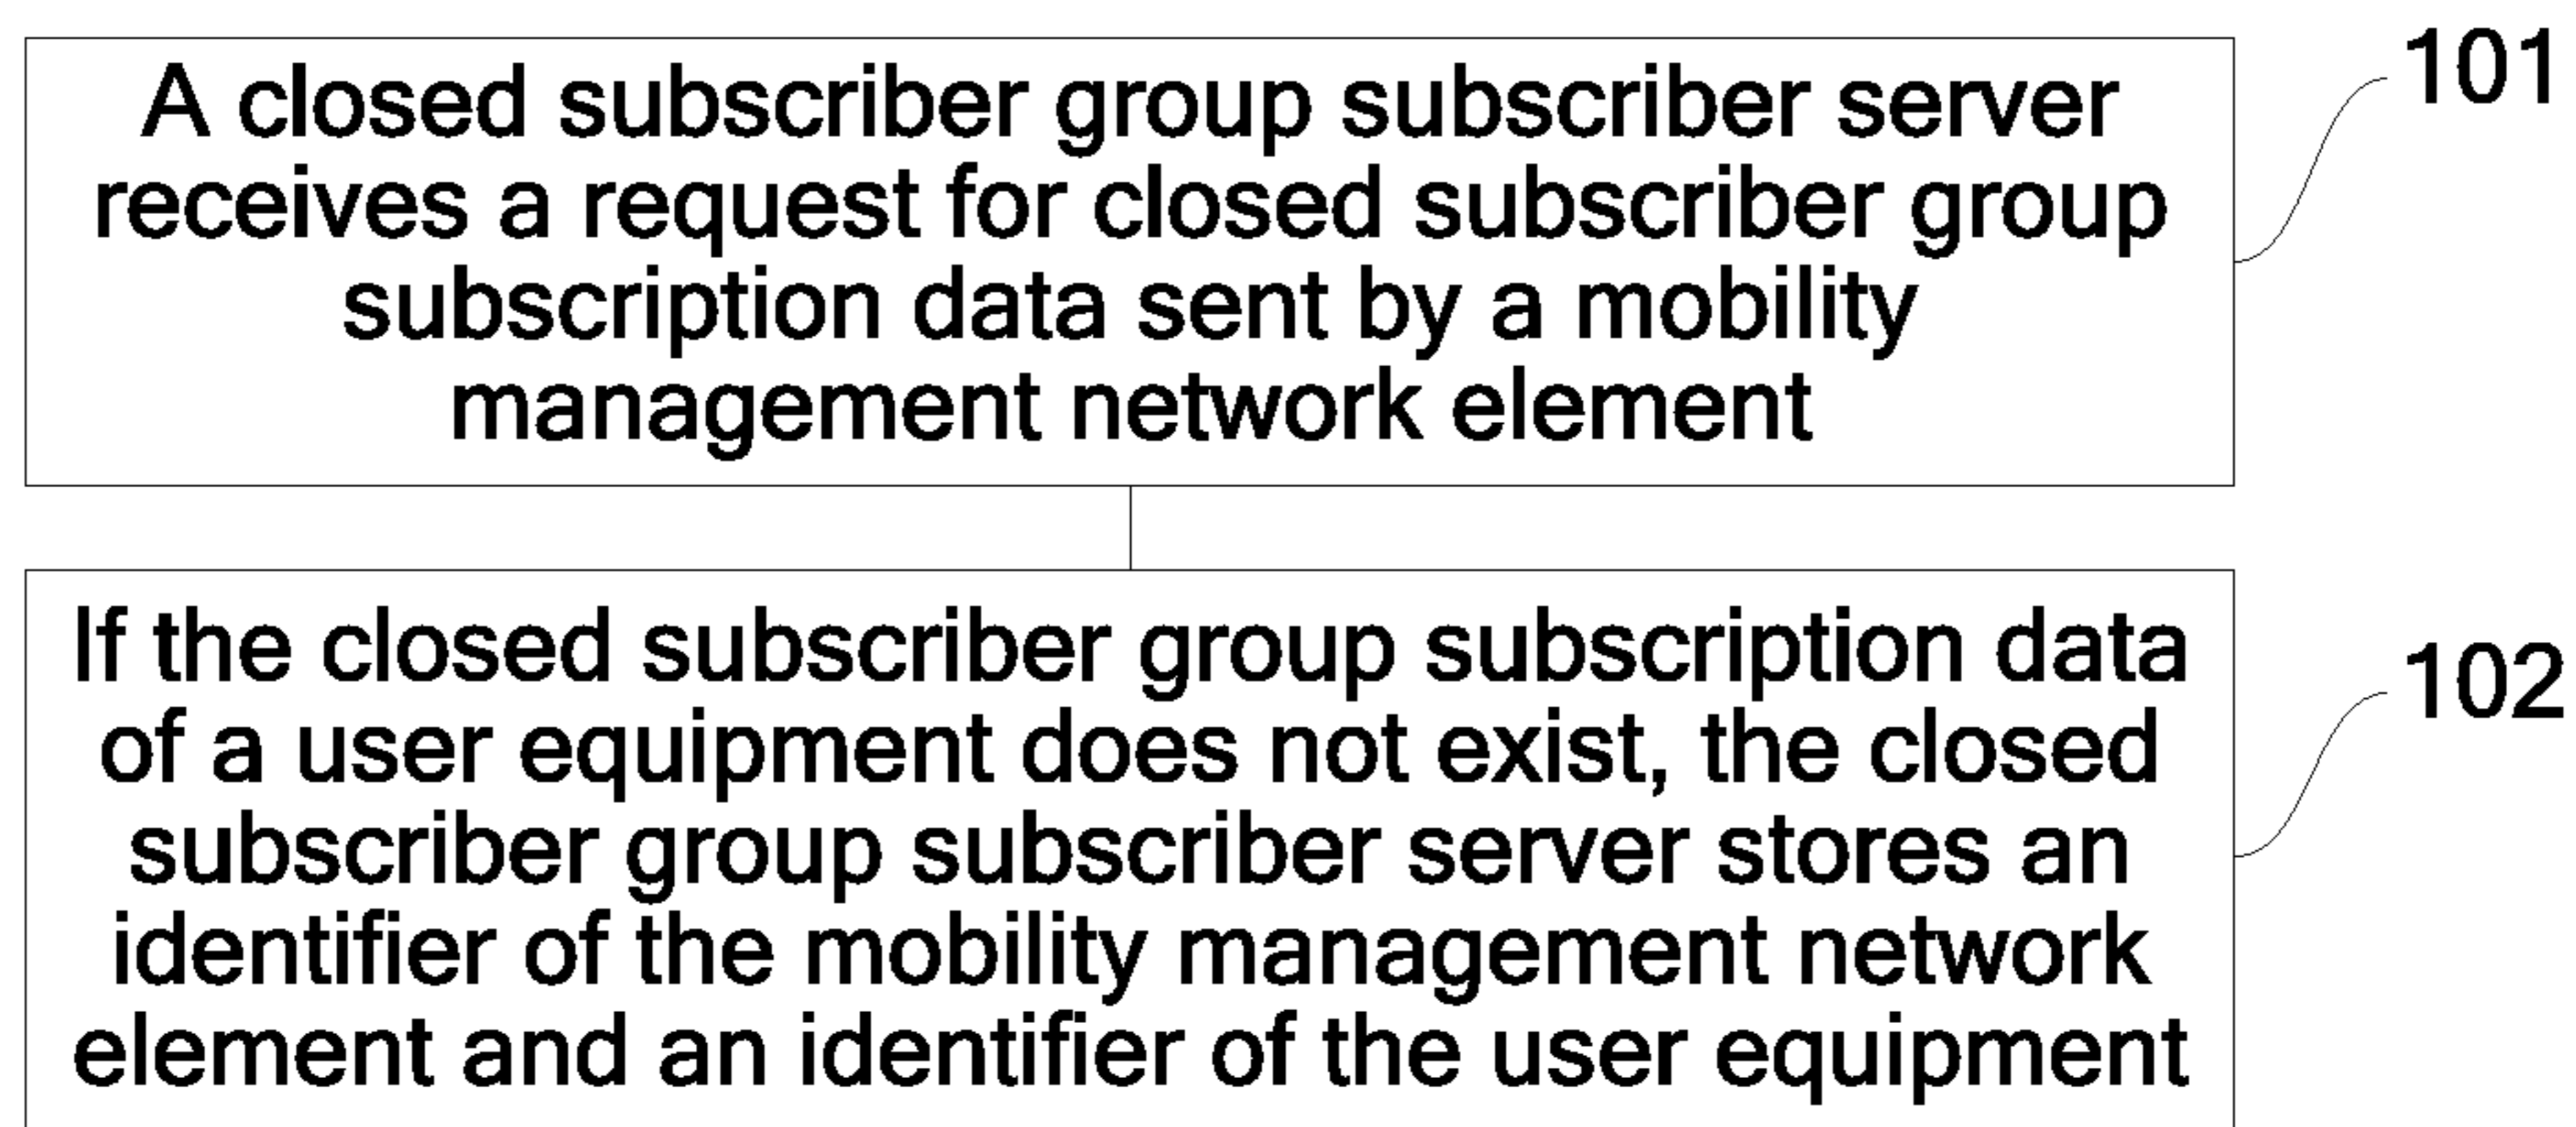 A closed subscriber group subscriber server
receives a request for closed subscriber group
subscription data sent by a mobility
management network element
101
If the closed subscriber group subscription data
of a user equipment does not exist, the closed
subscriber group subscriber server stores an
identifier of the mobility management network
element and an identifier of the user equipment
102